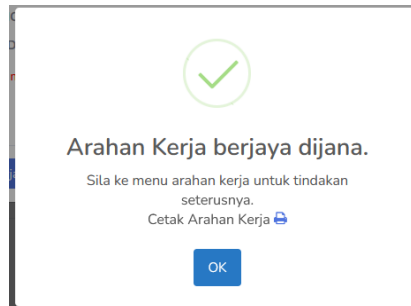 Arahan Kerja berjaya dijana.
Sila ke menu arahan kerja untuk tindakan
seterusnya.
Cetak Arahan Kerja
OK